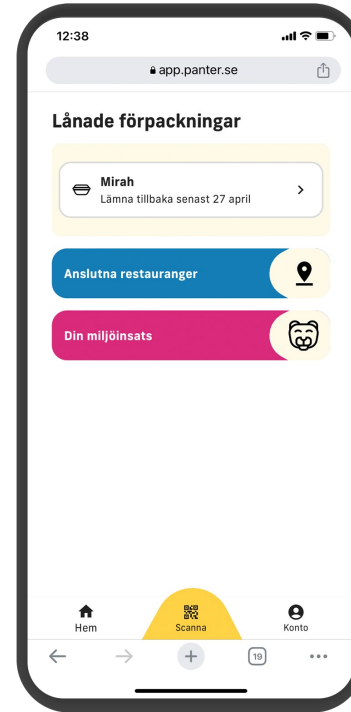 12:38
app.panter.se
Lånade förpackningar
Mirah
Lämna tillbaka senast 27 april
Anslutna restauranger
Din miljöinsats
Hem
Scanna
Konto
19